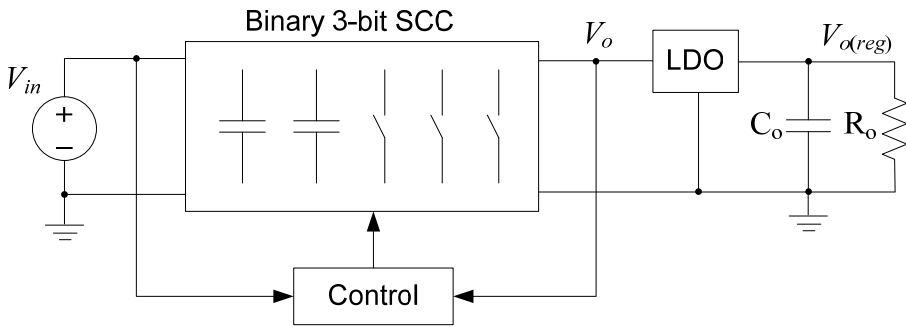 Binary 3-bit SCC
V_in
+
−
V_o
LDO
V_o(reg)
C_o
R_o
Control